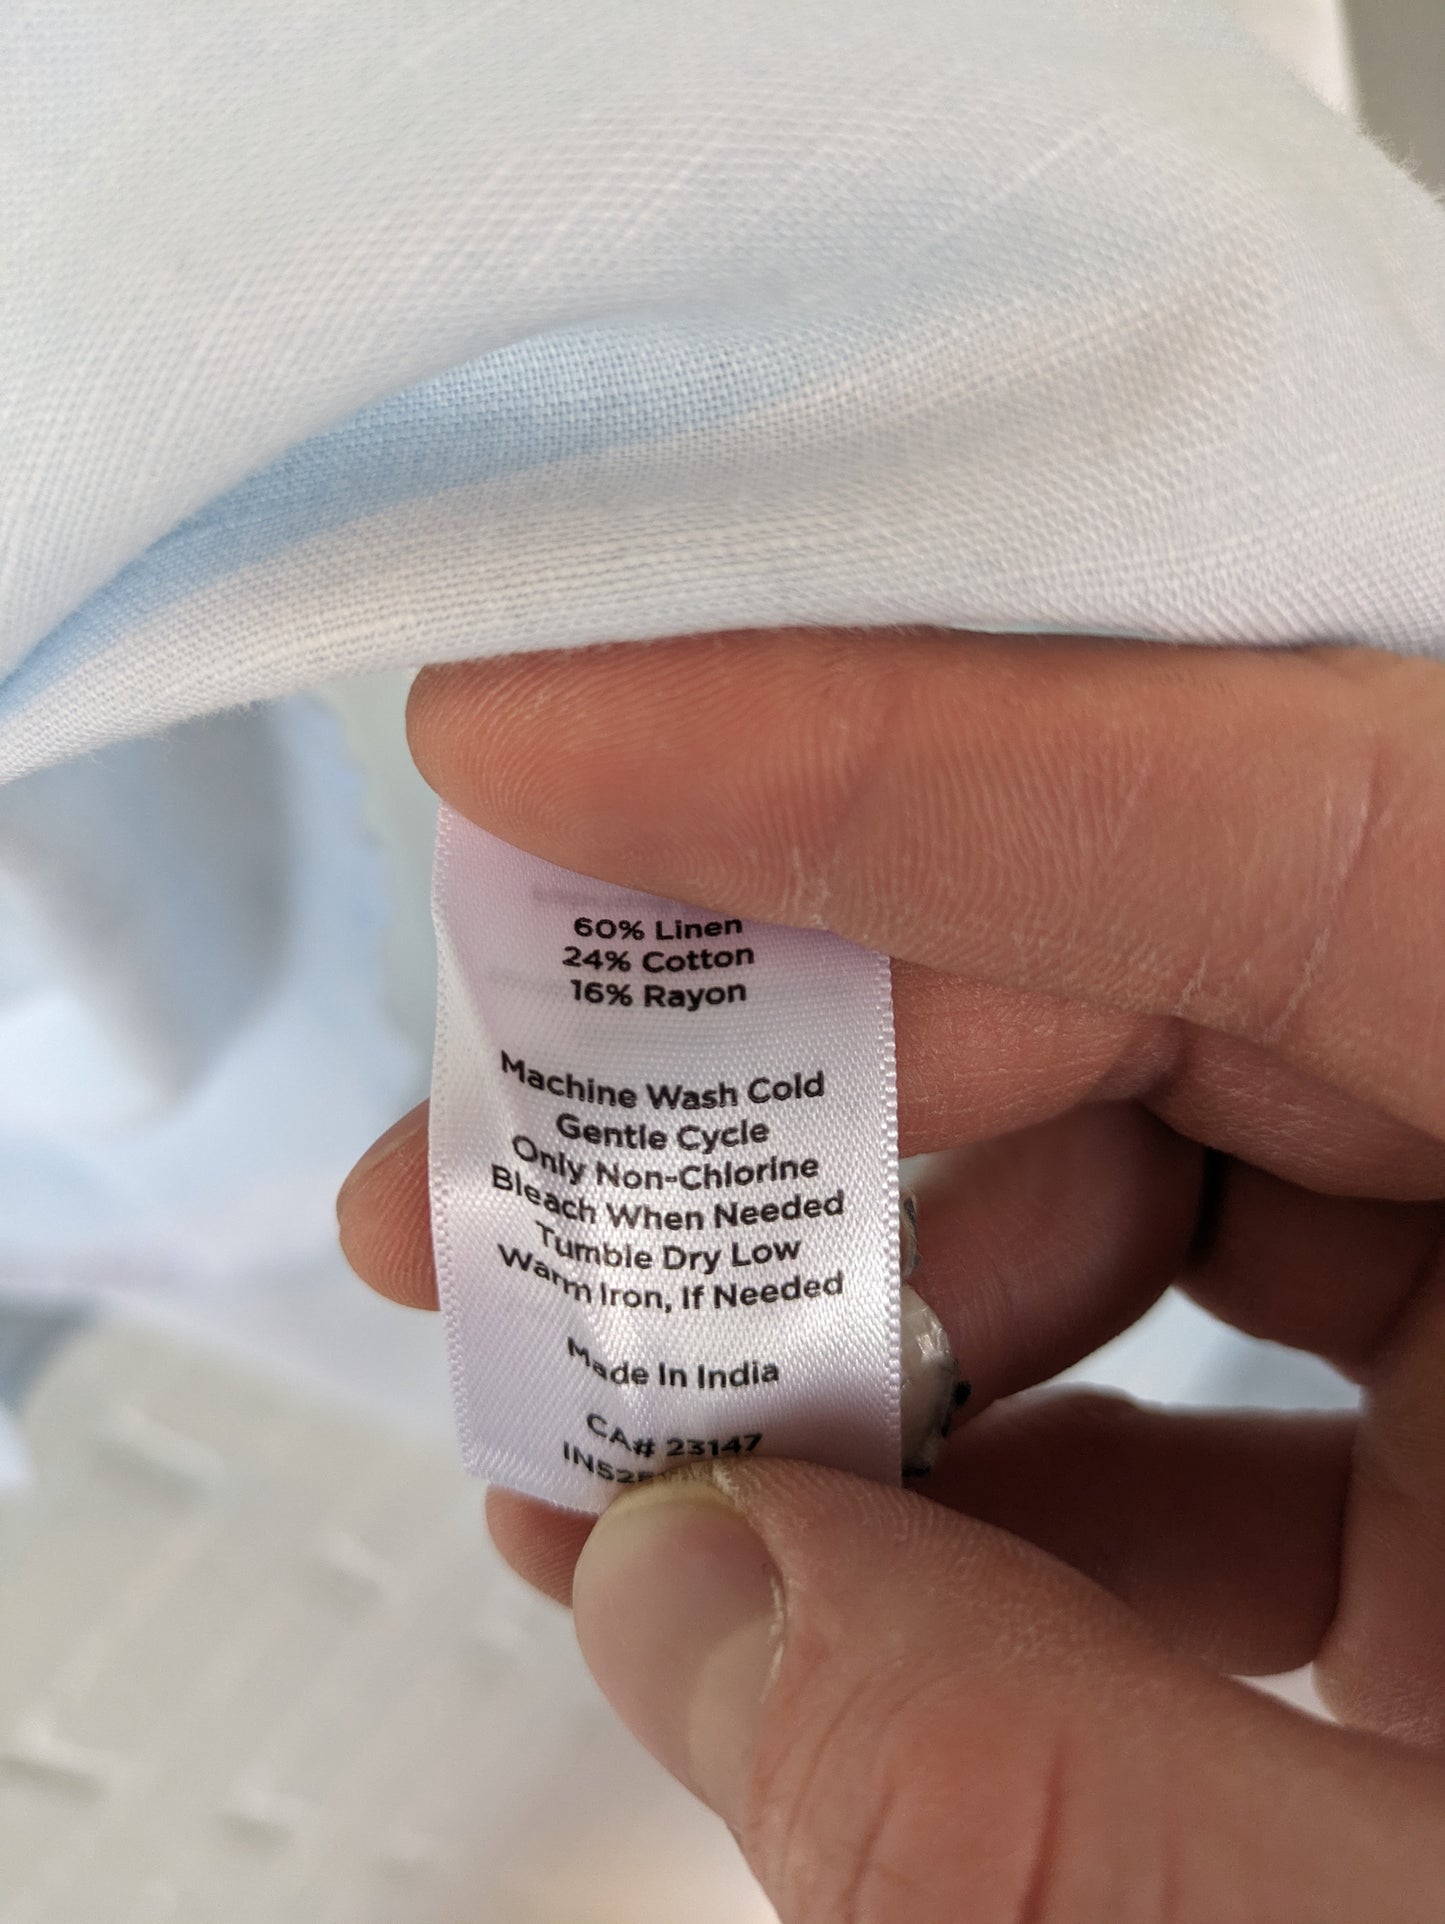 60% Linen
24% Cotton
16% Rayon
Machine Wash Cold
Gentle Cycle
Only Non-Chlorine
Bleach When Needed
Tumble Dry Low
Warm Iron, If Needed
Made In India
CA# 23147